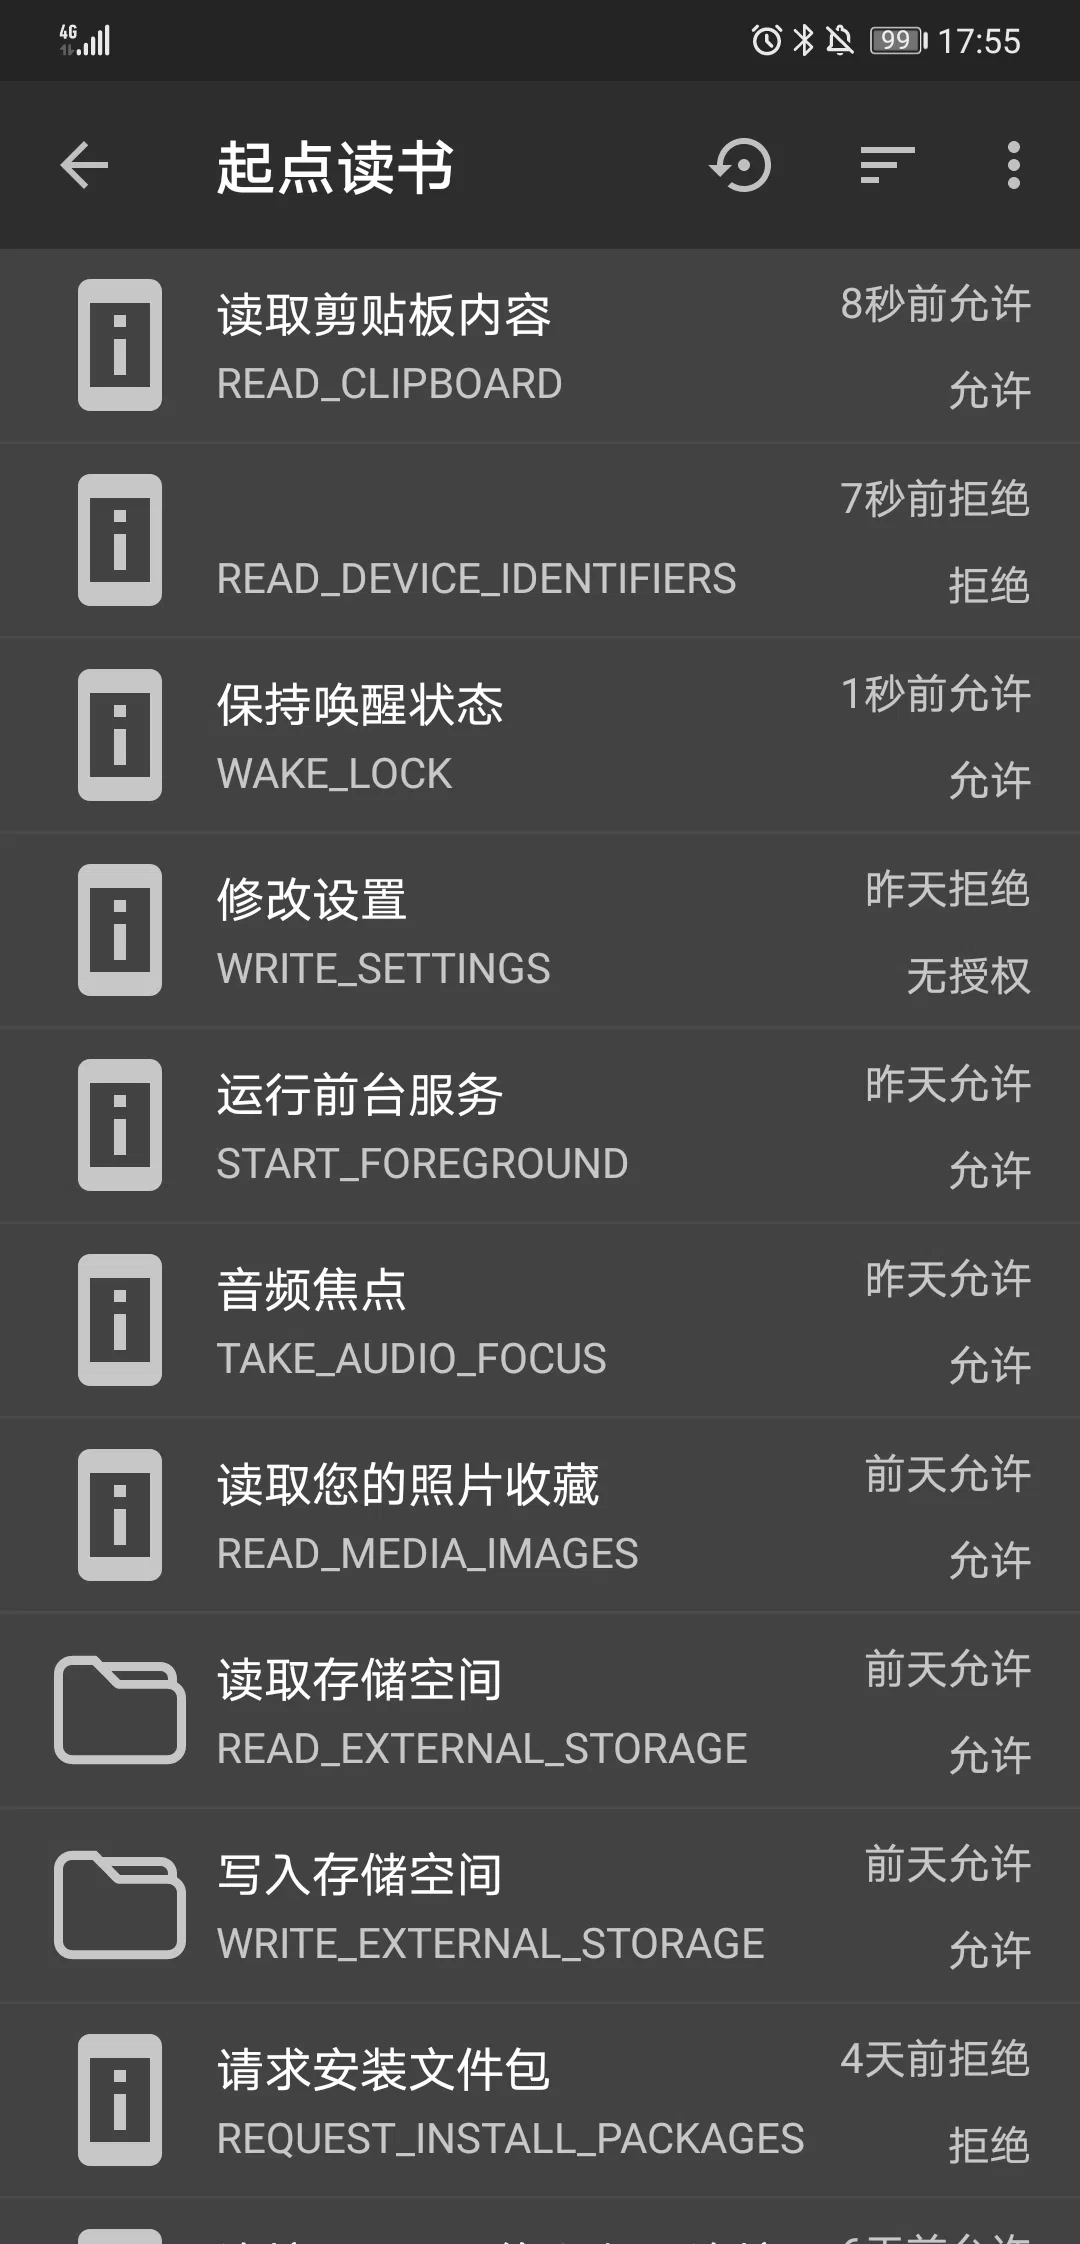 4G 99 17:55
起点读书
读取剪贴板内容 8秒前允许
READ_CLIPBOARD 允许
7秒前拒绝
READ_DEVICE_IDENTIFIERS 拒绝
保持唤醒状态 1秒前允许
WAKE_LOCK 允许
修改设置 昨天拒绝
WRITE_SETTINGS 无授权
运行前台服务 昨天允许
START_FOREGROUND 允许
音频焦点 昨天允许
TAKE_AUDIO_FOCUS 允许
读取您的照片收藏 前天允许
READ_MEDIA_IMAGES 允许
读取存储空间 前天允许
READ_EXTERNAL_STORAGE 允许
写入存储空间 前天允许
WRITE_EXTERNAL_STORAGE 允许
请求安装文件包 4天前拒绝
REQUEST_INSTALL_PACKAGES 拒绝